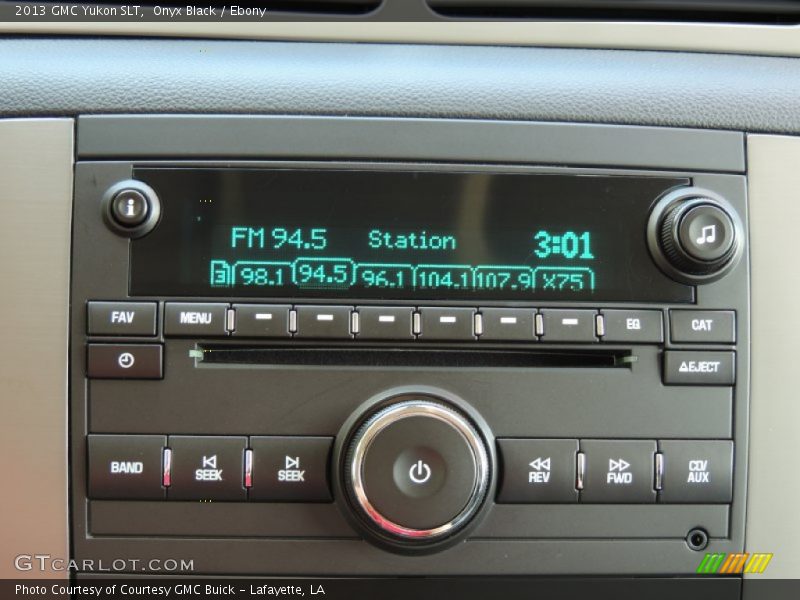 2013 GMC Yukon SLT,  Onyx Black / Ebony
i
FM 94.5 Station 3:01
3 98.1 94.5 96.1 104.1 107.9 X75
FAV MENU EQ CAT
EJECT
BAND SEEK SEEK REV FWD CD/AUX
GTCARLOT.COM
Photo Courtesy of Courtesy GMC Buick - Lafayette, LA